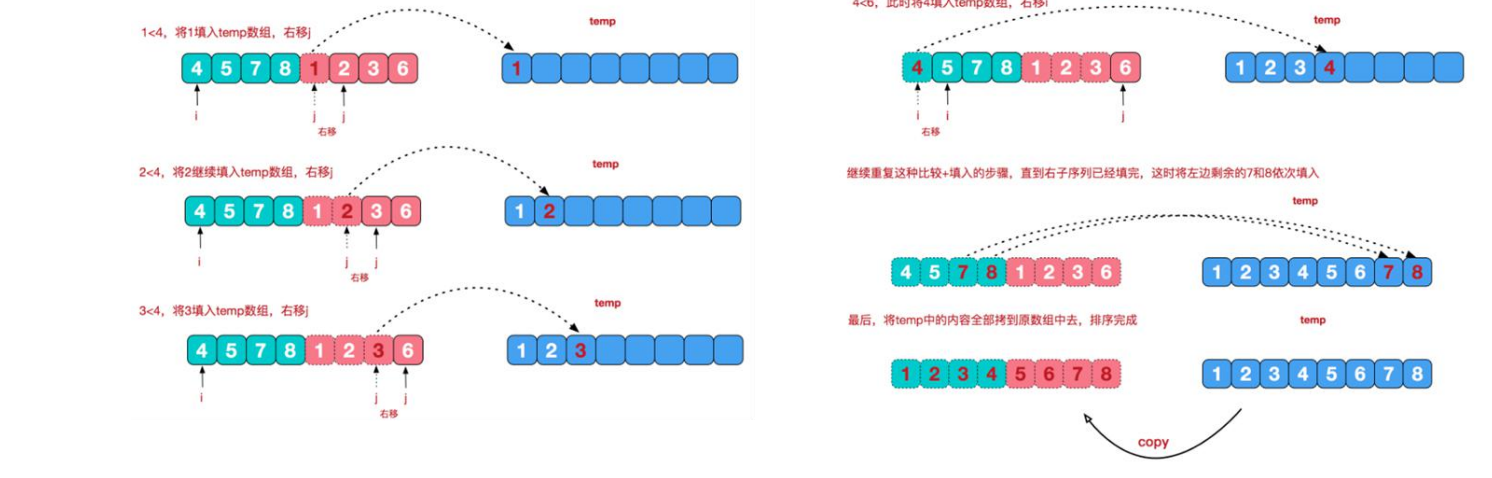 1<4，将1填入temp数组，右移j
temp
4 5 7 8 1 2 3 6
1
i
j
j
右移
2<4，将2继续填入temp数组，右移j
temp
4 5 7 8 1 2 3 6
1 2
i
j
j
右移
3<4，将3填入temp数组，右移j
temp
4 5 7 8 1 2 3 6
1 2 3
i
j
j
右移
4<6，此时将4填入temp数组，右移i
temp
4 5 7 8 1 2 3 6
1 2 3 4
i
i
j
右移
继续重复这种比较+填入的步骤，直到右子序列已经填完，这时将左边剩余的7和8依次填入
temp
4 5 7 8 1 2 3 6
1 2 3 4 5 6 7 8
最后，将temp中的内容全部拷到原数组中去，排序完成
temp
1 2 3 4 5 6 7 8
1 2 3 4 5 6 7 8
copy